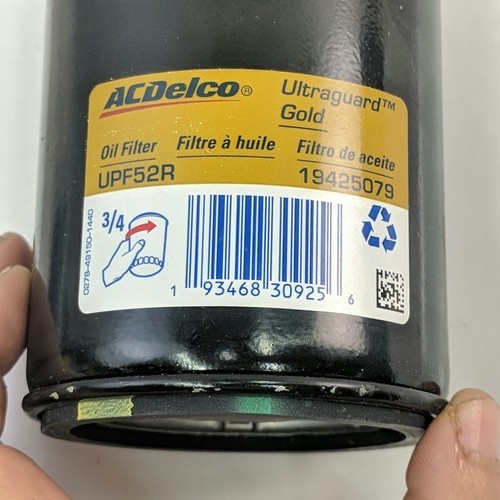 ACDelco®
Ultraguard™
Gold
Oil Filter Filtre à huile Filtro de aceite
UPF52R 19425079
3/4
0278-49150-1440
1 93468 30925 6